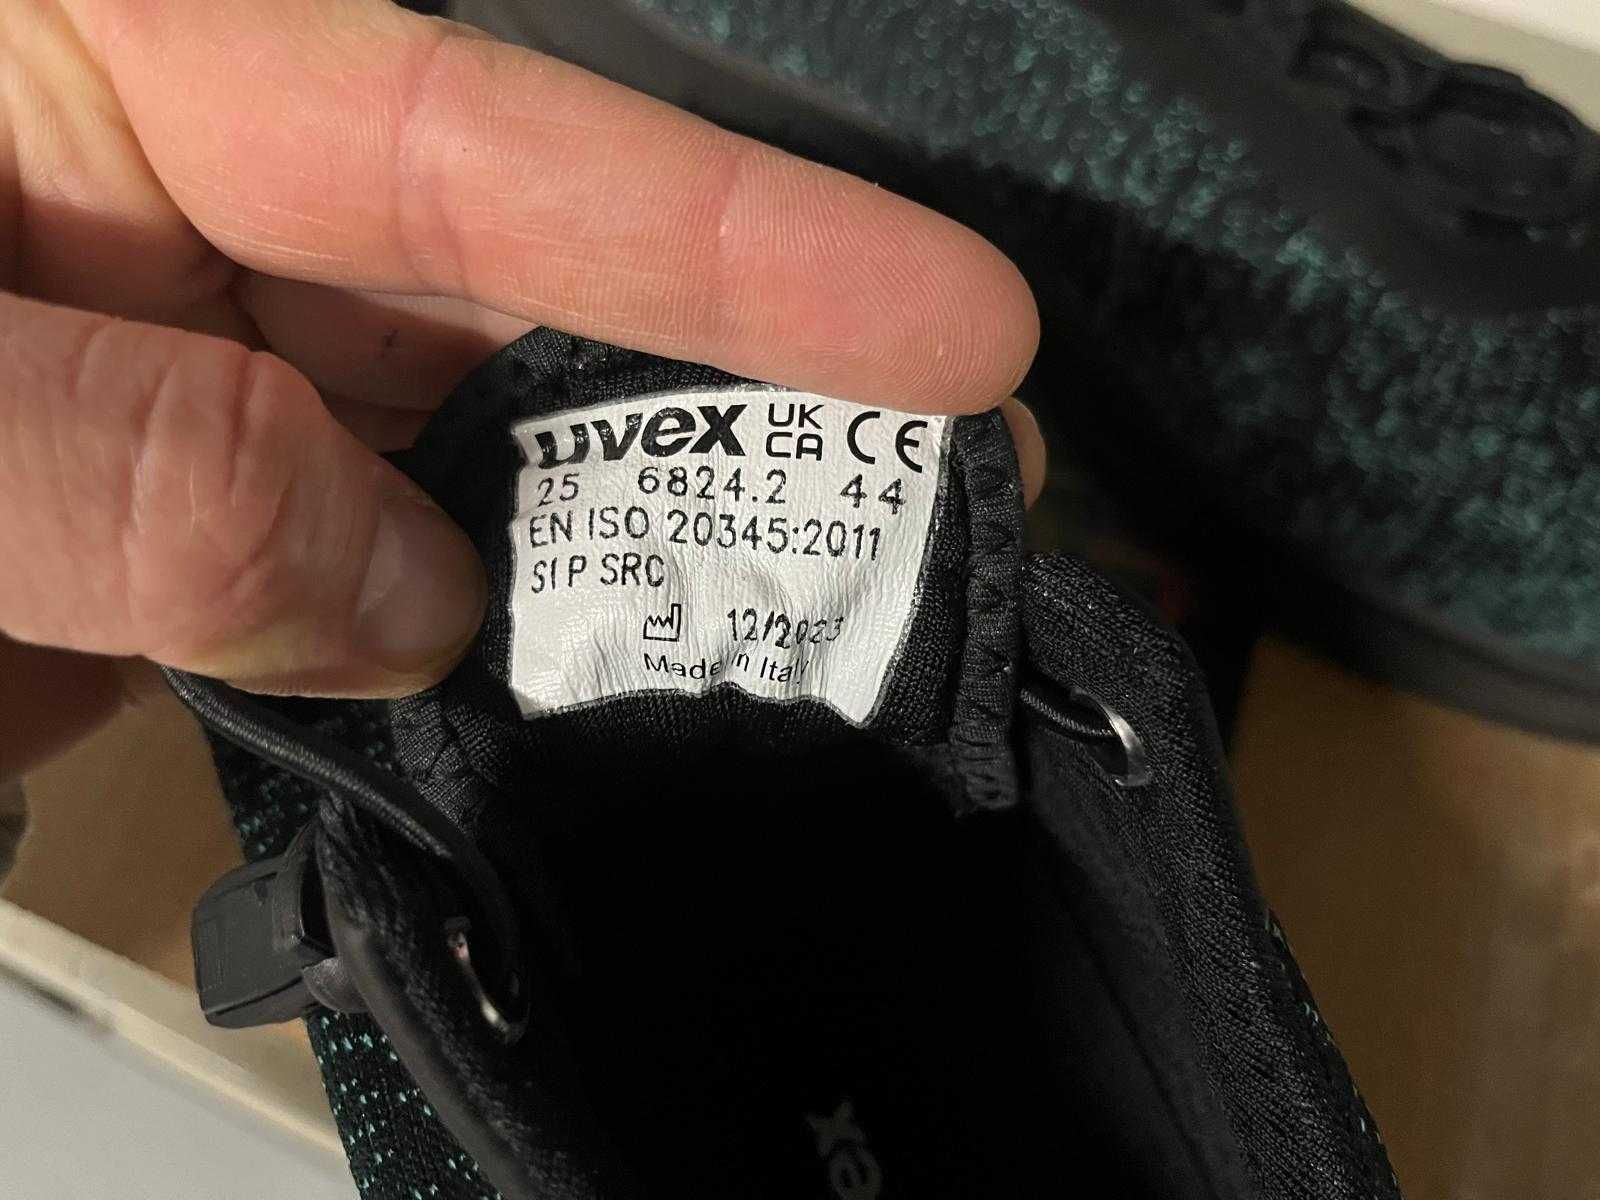 uvex UK CA CE
25 6824.2 44
EN ISO 20345:2011
S1 P SRC
12/2023
Made in Italy
ex